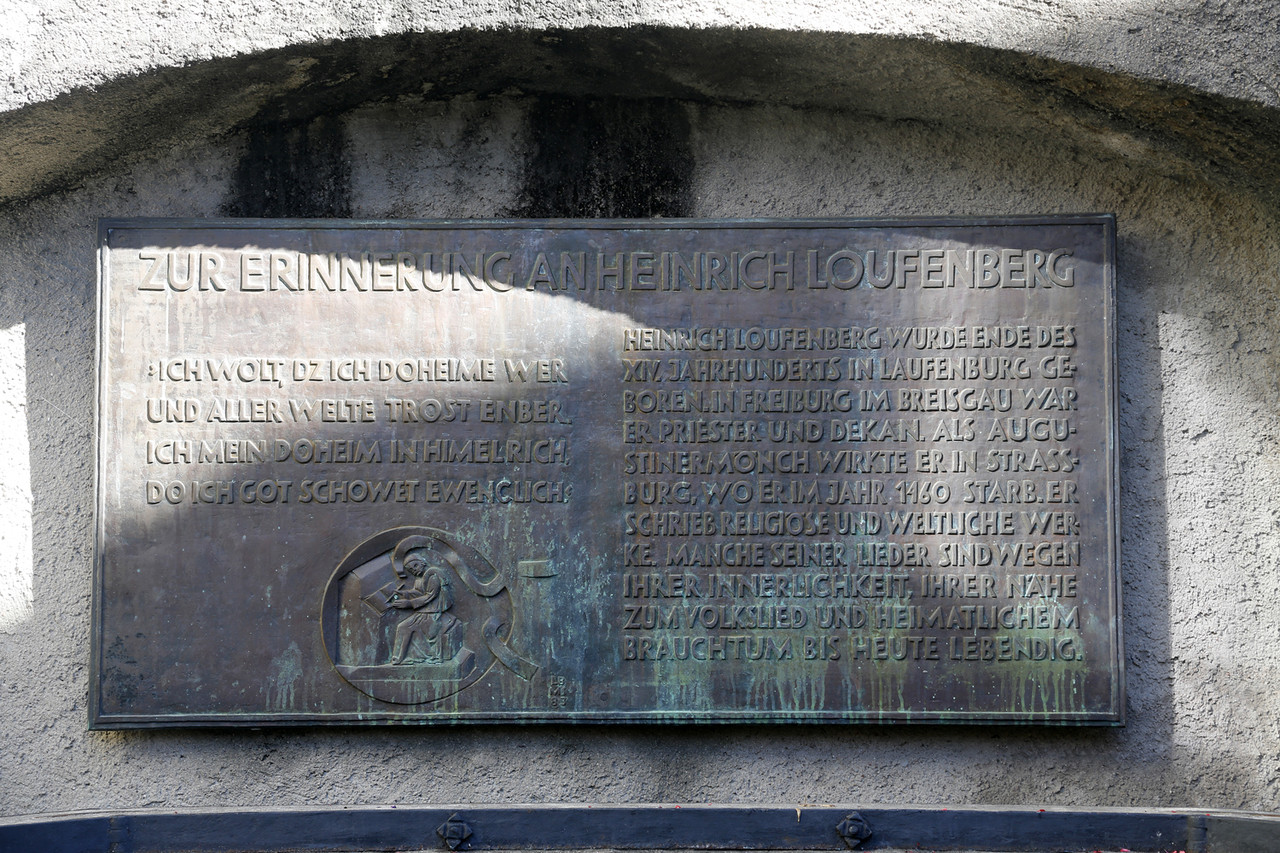 ZUR ERINNERUNG AN HEINRICH LOUFENBERG
:ICH WOLT, DZ ICH DOHEIME WER
UND ALLER WELTE TROST ENBER.
ICH MEIN DOHEIM IN HIMELRICH,
DO ICH GOT SCHOWET EWENCLICH:
HEINRICH LOUFENBERG WURDE ENDE DES
XIV. JAHRHUNDERTS IN LAUFENBURG GE-
BOREN. IN FREIBURG IM BREISGAU WAR
ER PRIESTER UND DEKAN. ALS AUGU-
STINERMÖNCH WIRKTE ER IN STRASS-
BURG, WO ER IM JAHR 1460 STARB. ER
SCHRIEB RELIGIÖSE UND WELTLICHE WER-
KE. MANCHE SEINER LIEDER SIND WEGEN
IHRER INNERLICHKEIT, IHRER NÄHE
ZUM VOLKSLIED UND HEIMATLICHEM
BRAUCHTUM BIS HEUTE LEBENDIG.